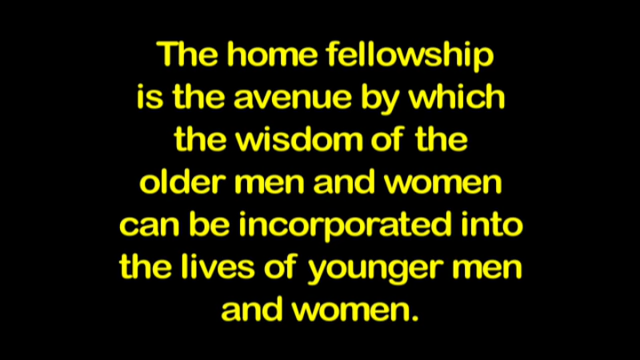 The home fellowship
is the avenue by which
the wisdom of the
older men and women
can be incorporated into
the lives of younger men
and women.